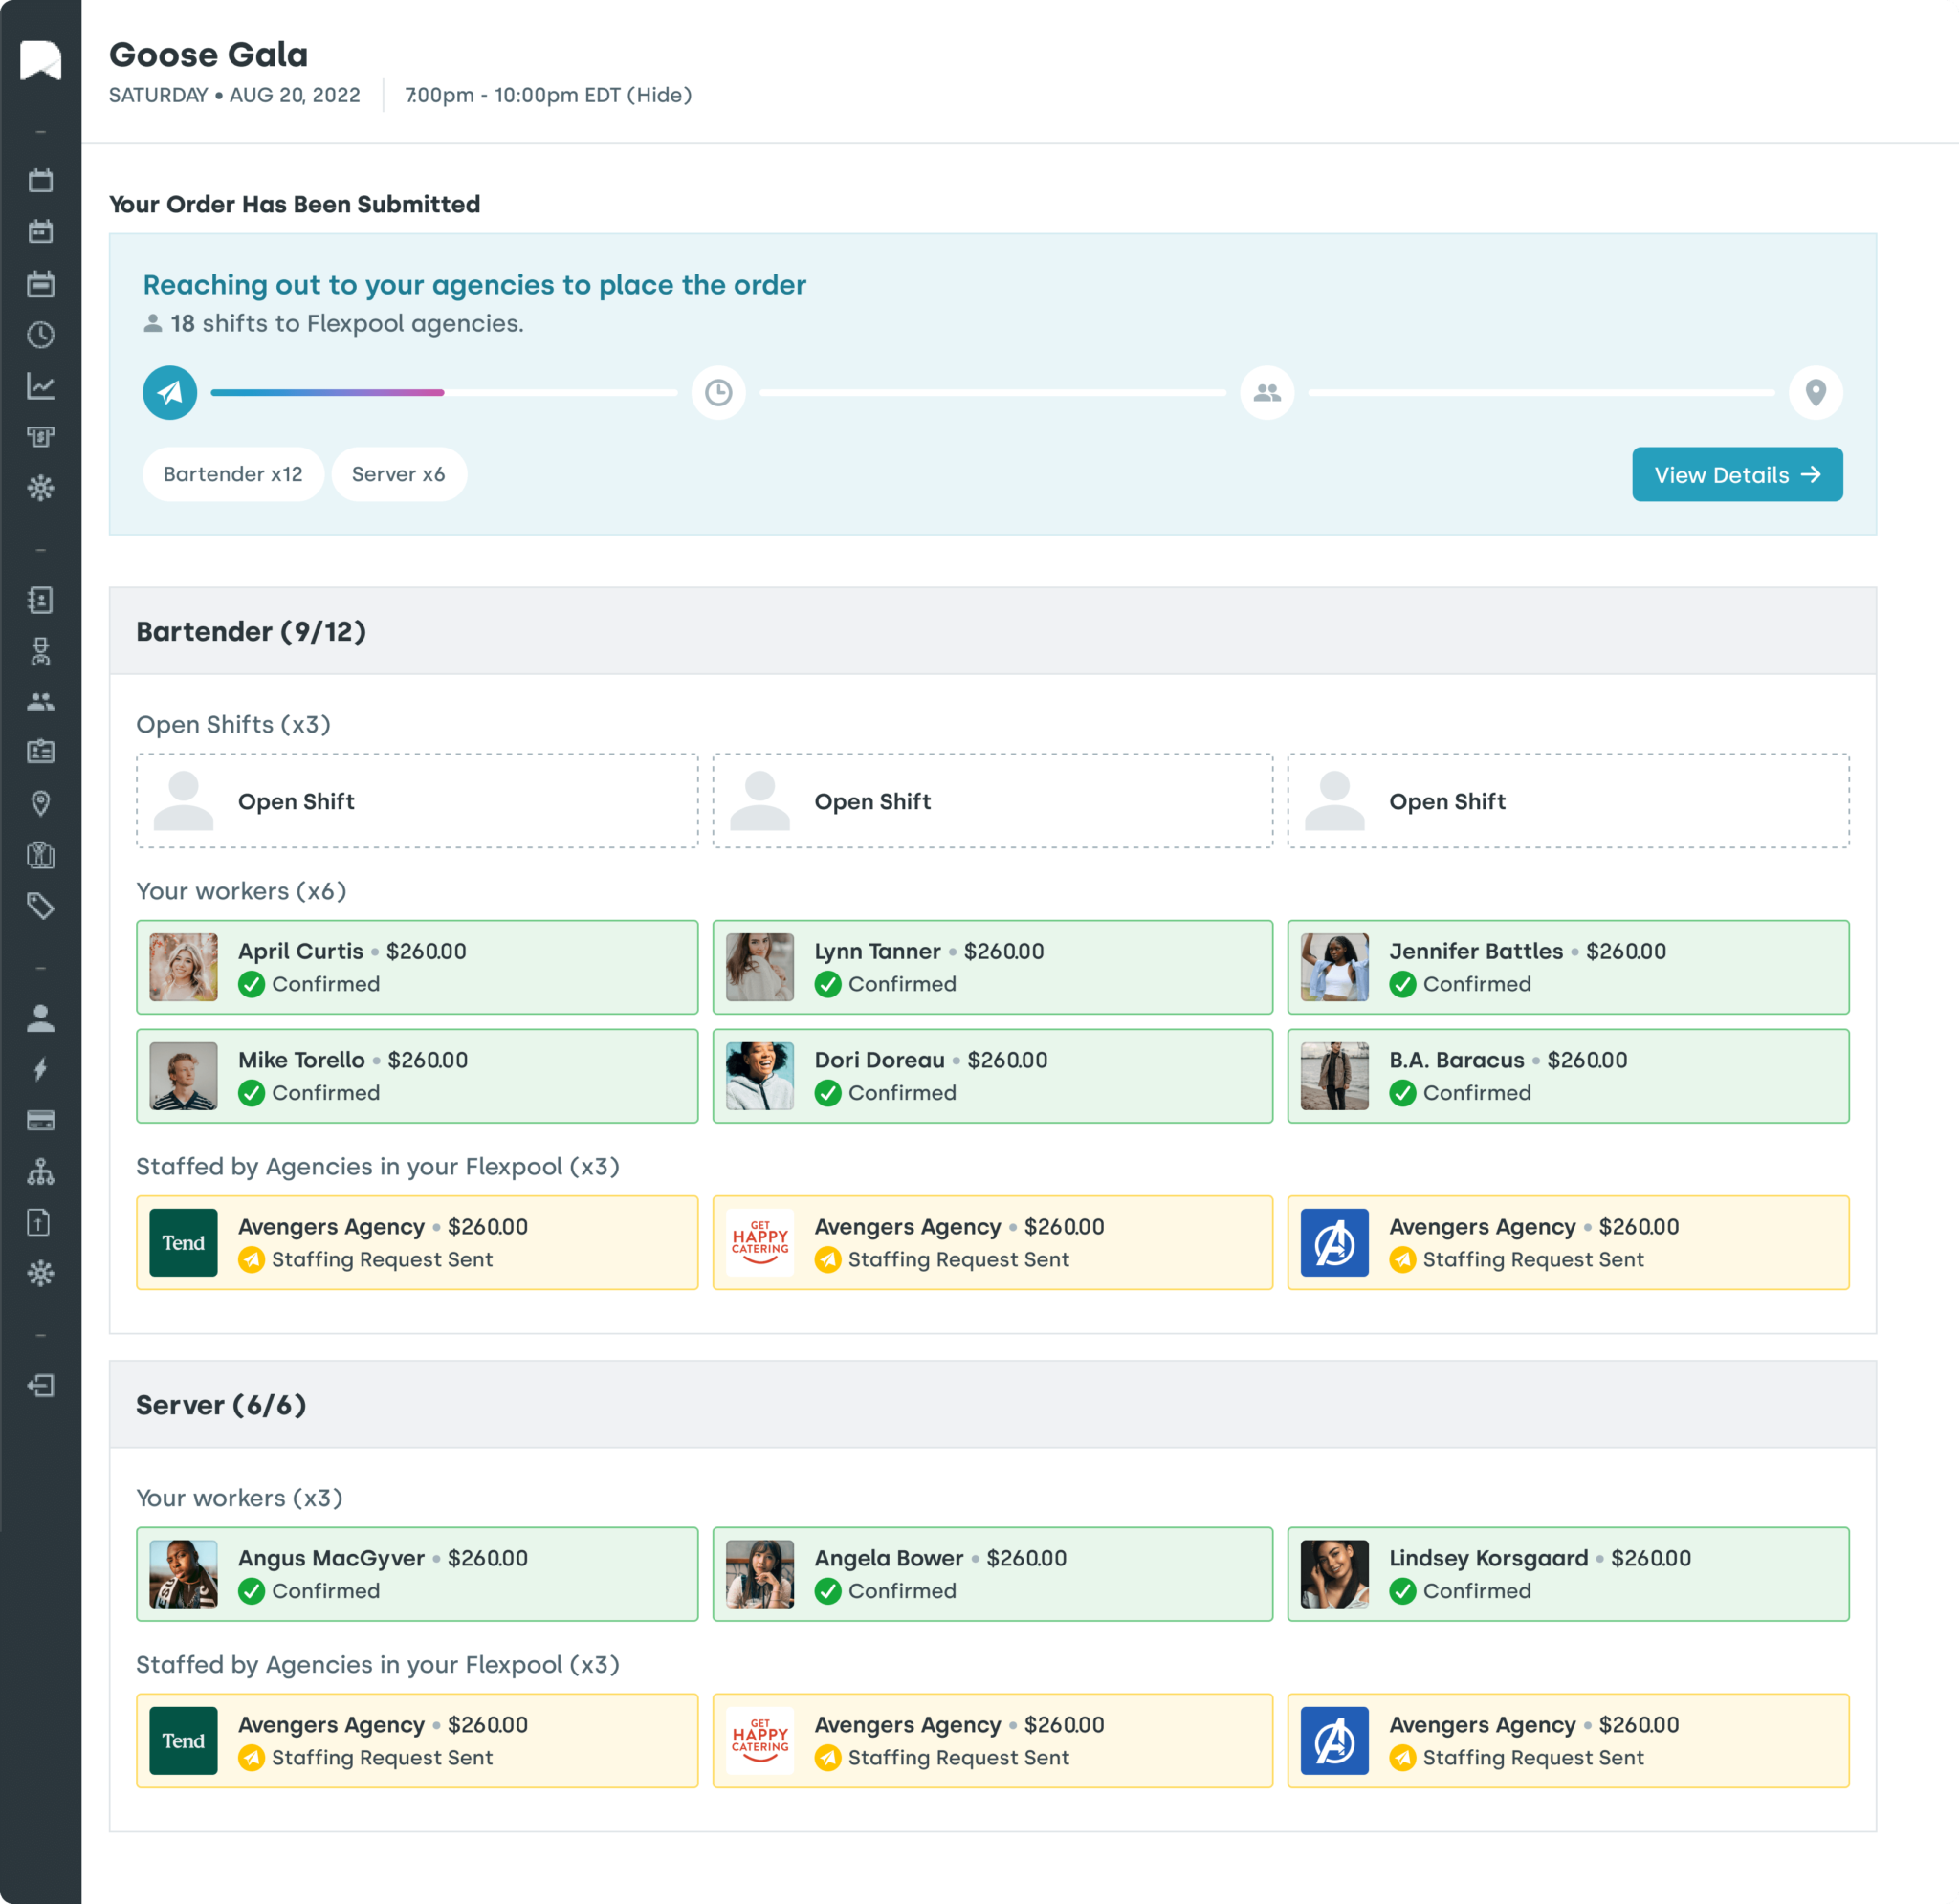 Goose Gala
SATURDAY • AUG 20, 2022
7:00pm - 10:00pm EDT (Hide)
Your Order Has Been Submitted
Reaching out to your agencies to place the order
18 shifts to Flexpool agencies.
Bartender x12
Server x6
View Details →
Bartender (9/12)
Open Shifts (x3)
Open Shift
Open Shift
Open Shift
Your workers (x6)
April Curtis • $260.00
Confirmed
Lynn Tanner • $260.00
Confirmed
Jennifer Battles • $260.00
Confirmed
Mike Torello • $260.00
Confirmed
Dori Doreau • $260.00
Confirmed
B.A. Baracus • $260.00
Confirmed
Staffed by Agencies in your Flexpool (x3)
Tend
Avengers Agency • $260.00
Staffing Request Sent
GET
HAPPY
CATERING
Avengers Agency • $260.00
Staffing Request Sent
A
Avengers Agency • $260.00
Staffing Request Sent
Server (6/6)
Your workers (x3)
Angus MacGyver • $260.00
Confirmed
Angela Bower • $260.00
Confirmed
Lindsey Korsgaard • $260.00
Confirmed
Staffed by Agencies in your Flexpool (x3)
Tend
Avengers Agency • $260.00
Staffing Request Sent
GET
HAPPY
CATERING
Avengers Agency • $260.00
Staffing Request Sent
A
Avengers Agency • $260.00
Staffing Request Sent